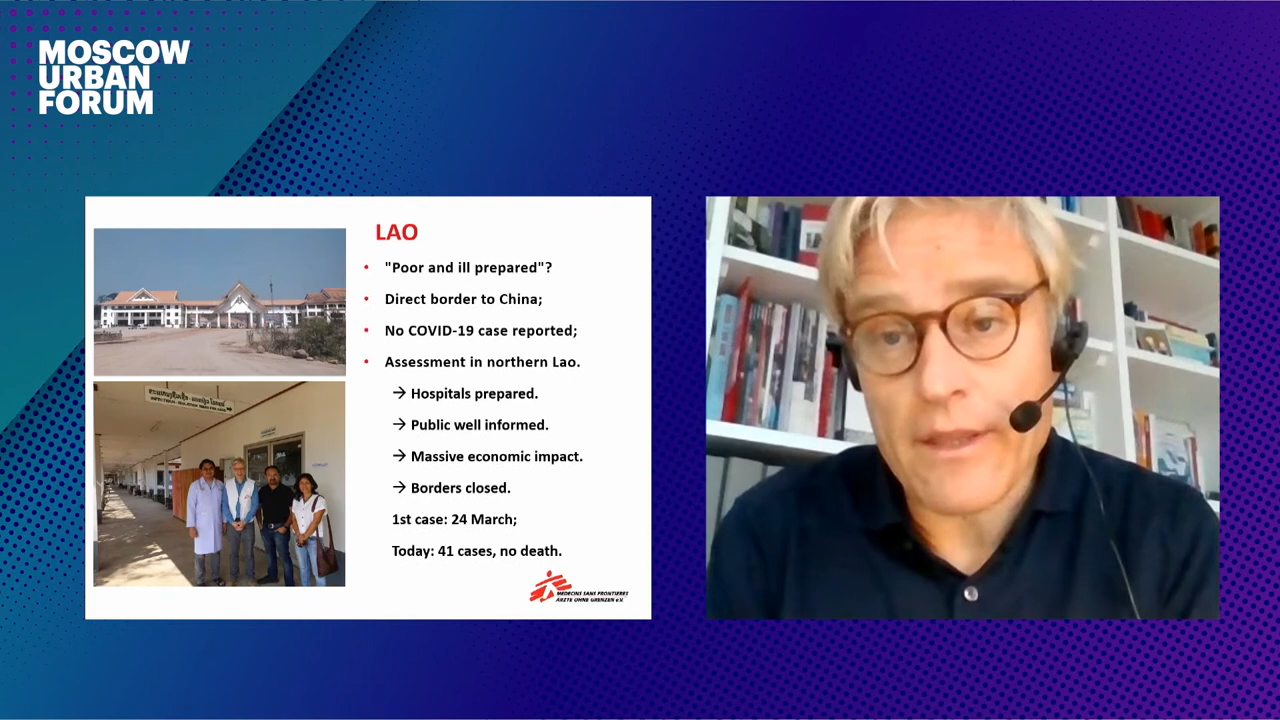 MOSCOW
URBAN
FORUM
LAO
• "Poor and ill prepared"?
• Direct border to China;
• No COVID-19 case reported;
• Assessment in northern Lao.
→ Hospitals prepared.
→ Public well informed.
→ Massive economic impact.
→ Borders closed.
1st case: 24 March;
Today: 41 cases, no death.
MEDECINS SANS FRONTIERES
ÄRZTE OHNE GRENZEN e.V.